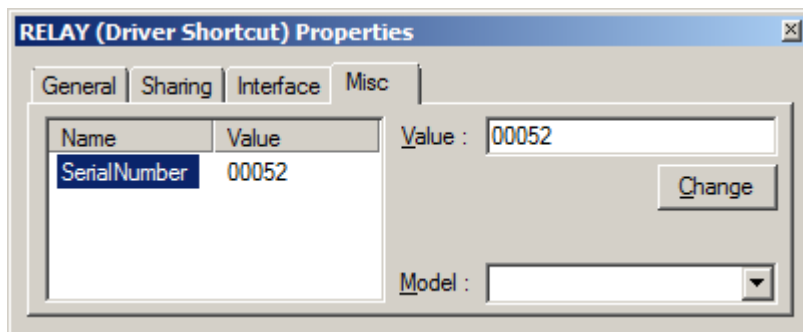 RELAY (Driver Shortcut) Properties
General Sharing Interface Misc
Name Value Value : 00052
SerialNumber 00052
Change
Model :